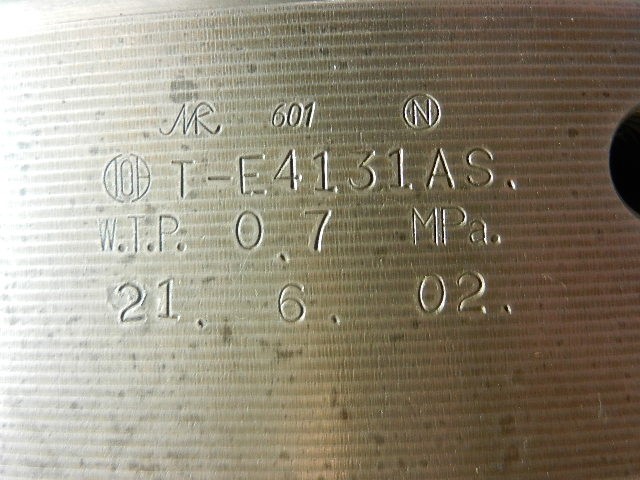 NR 601 N
T-E4131AS.
W.T.P. 0.7 MPa.
21. 6. 02.